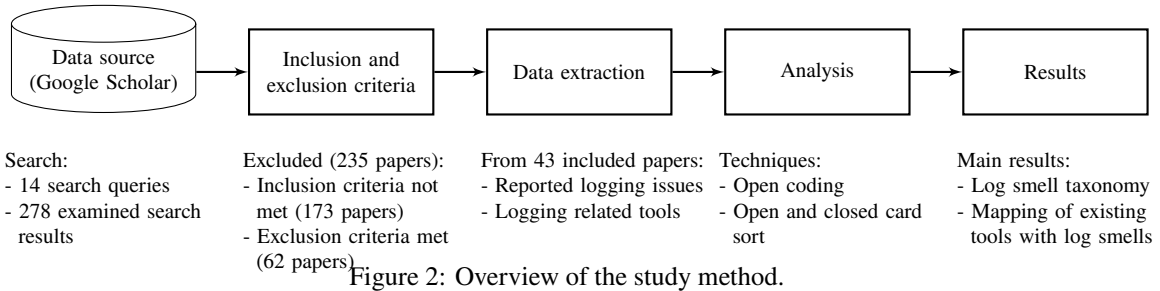 Data source
(Google Scholar)
Inclusion and
exclusion criteria
Data extraction
Analysis
Results
Search:
- 14 search queries
- 278 examined search
results
Excluded (235 papers):
- Inclusion criteria not
met (173 papers)
- Exclusion criteria met
(62 papers)
From 43 included papers:
- Reported logging issues
- Logging related tools
Techniques:
- Open coding
- Open and closed card
sort
Main results:
- Log smell taxonomy
- Mapping of existing
tools with log smells
Figure 2: Overview of the study method.